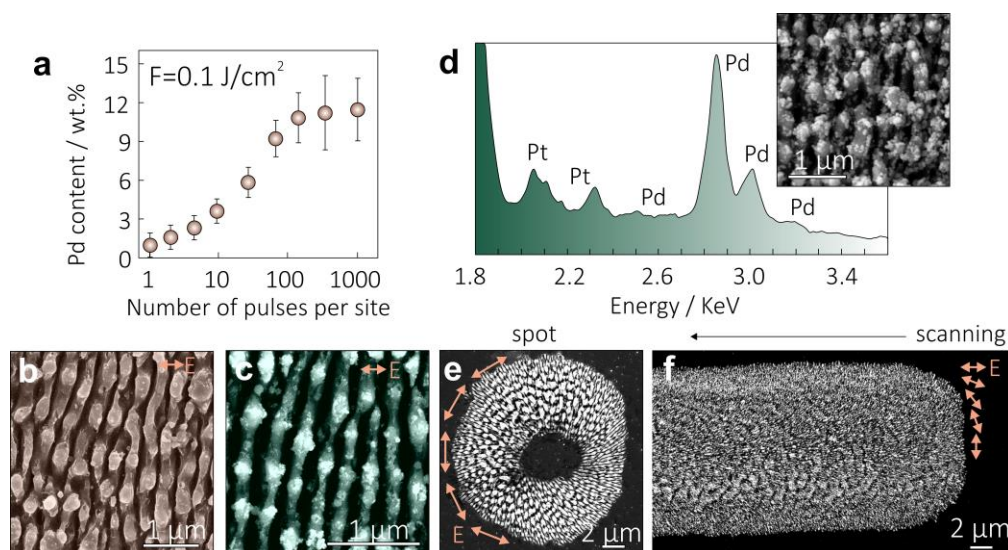 a
F=0.1 J/cm²
Pd content / wt.%
15
12
9
6
3
0
1
10
100
1000
Number of pulses per site
d
Pt
Pt
Pd
Pd
Pd
Pd
1 µm
1.8
2.2
2.6
3.0
3.4
Energy / KeV
spot
scanning
b
E
1 µm
c
E
1 µm
e
E
2 µm
f
E
2 µm